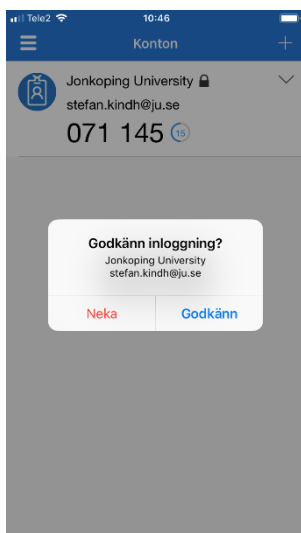 Tele2 10:46
Konton
Jonkoping University
stefan.kindh@ju.se
071 145 15
Godkänn inloggning?
Jonkoping University
stefan.kindh@ju.se
Neka Godkänn